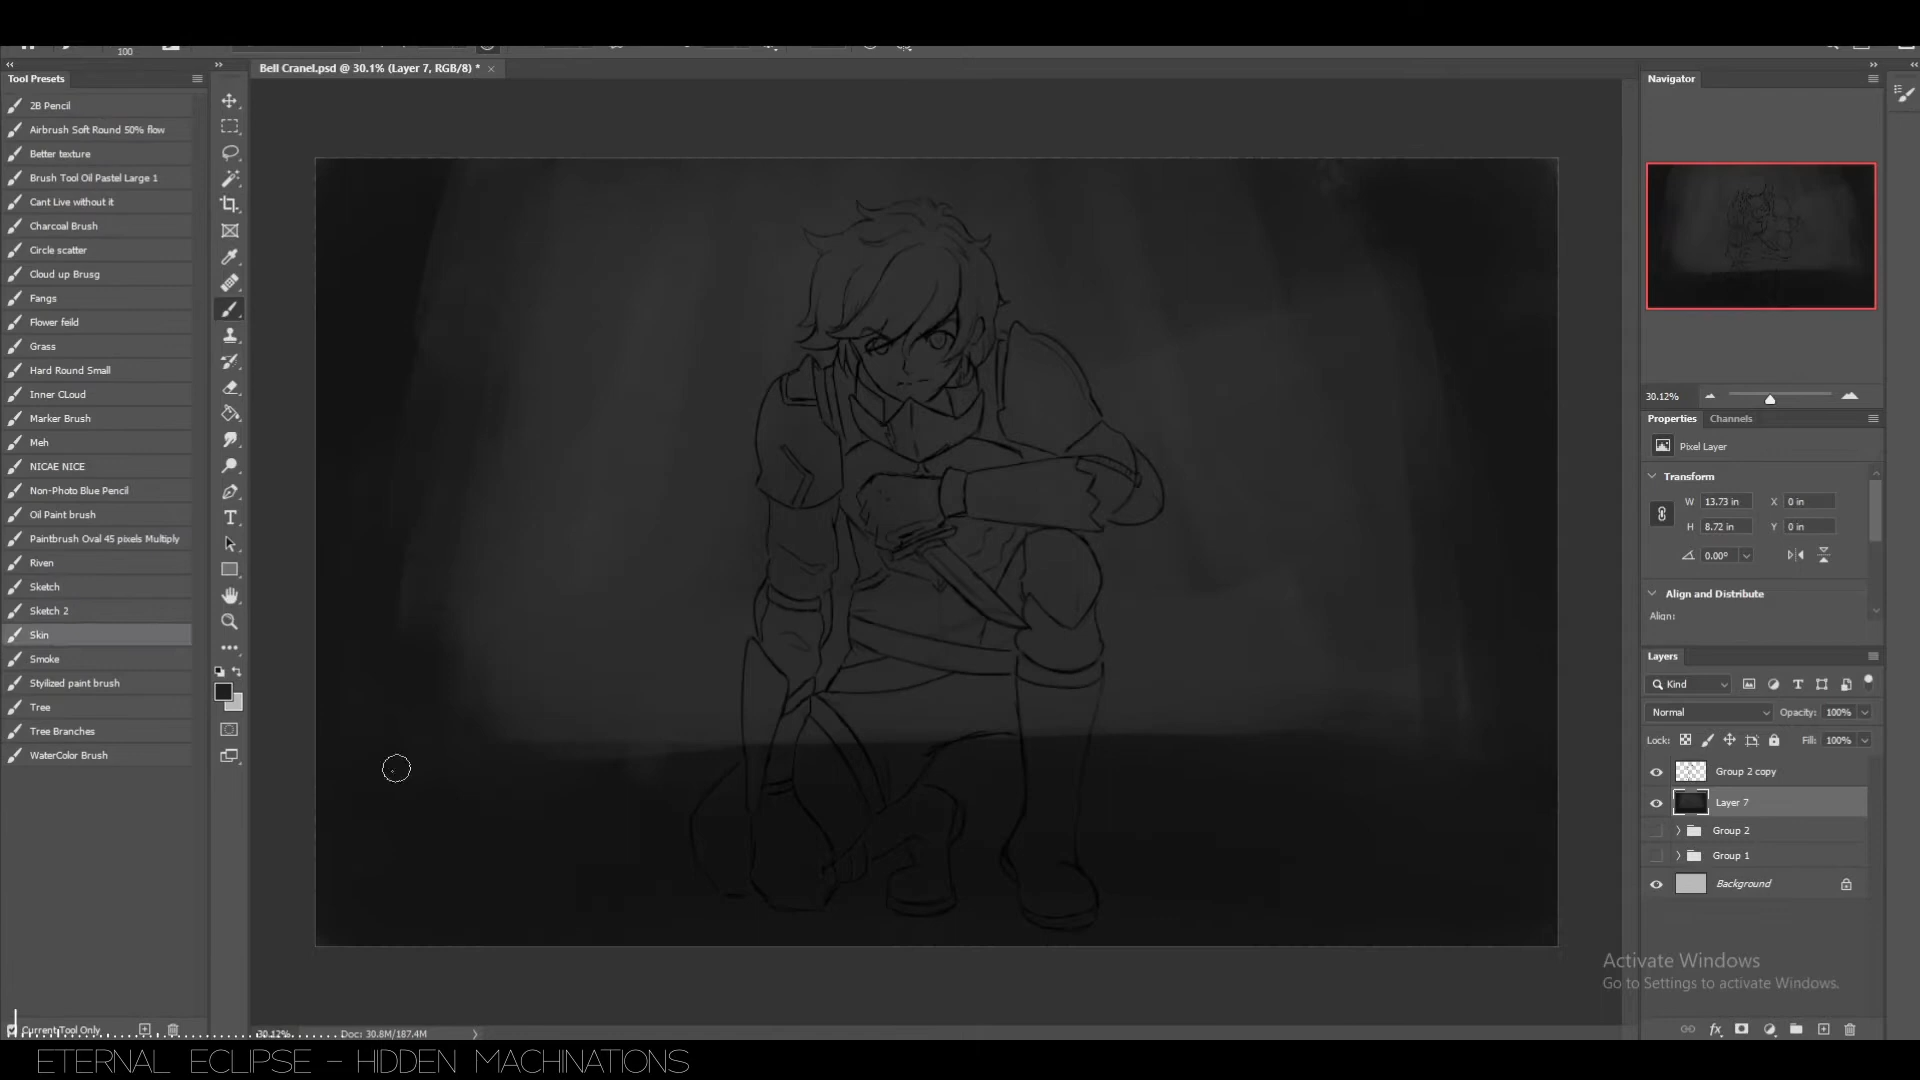 100
Bell Cranel.psd @ 30.1% (Layer 7, RGB/8) *
Tool Presets
2B Pencil
Airbrush Soft Round 50% flow
Better texture
Brush Tool Oil Pastel Large 1
Cant Live without it
Charcoal Brush
Circle scatter
Cloud up Brusg
Fangs
Flower feild
Grass
Hard Round Small
Inner CLoud
Marker Brush
Meh
NICAE NICE
Non-Photo Blue Pencil
Oil Paint brush
Paintbrush Oval 45 pixels Multiply
Riven
Sketch
Sketch 2
Skin
Smoke
Stylized paint brush
Tree
Tree Branches
WaterColor Brush
Current Tool Only
30.12%
Doc: 30.8M/187.4M
Navigator
30.12%
Properties
Channels
Pixel Layer
Transform
W 13.73 in X 0 in
H 8.72 in Y 0 in
0.00°
Align and Distribute
Align:
Layers
Kind
Normal
Opacity: 100%
Lock:
Fill: 100%
Group 2 copy
Layer 7
Group 2
Group 1
Background
Activate Windows
Go to Settings to activate Windows.
fx
ETERNAL ECLIPSE - HIDDEN MACHINATIONS